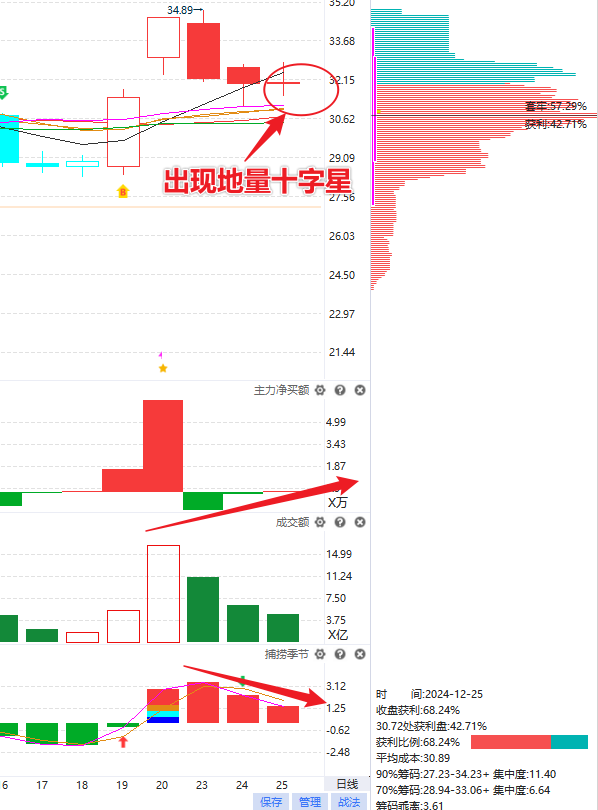 35.20
34.89
33.68
S
32.15
套牢:57.29%
30.62
获利:42.71%
29.09
出现地量十字星
B
27.56
26.03
24.50
22.97
21.44
主力净买额
4.99
3.43
1.87
X万
成交额
14.99
11.24
7.50
3.75
X亿
捕捞季节
3.12
1.25
-0.62
-2.48
时 间:2024-12-25
收盘获利:68.24%
30.72处获利盘:42.71%
获利比例:68.24%
平均成本:30.89
90%筹码:27.23-34.23+ 集中度:11.40
70%筹码:28.94-33.06+ 集中度:6.64
筹码乖离:3.61
6 17 18 19 20 23 24 25 日线
保存 管理 战法